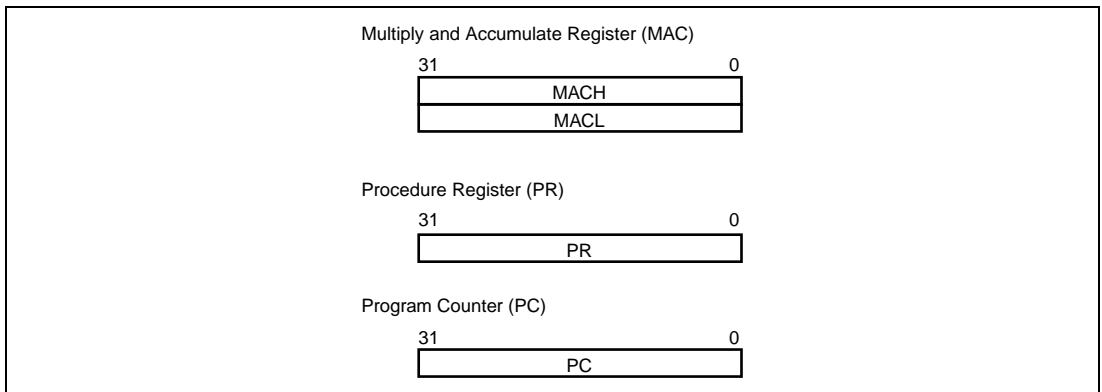 Multiply and Accumulate Register (MAC)
31 0
MACH
MACL
Procedure Register (PR)
31 0
PR
Program Counter (PC)
31 0
PC